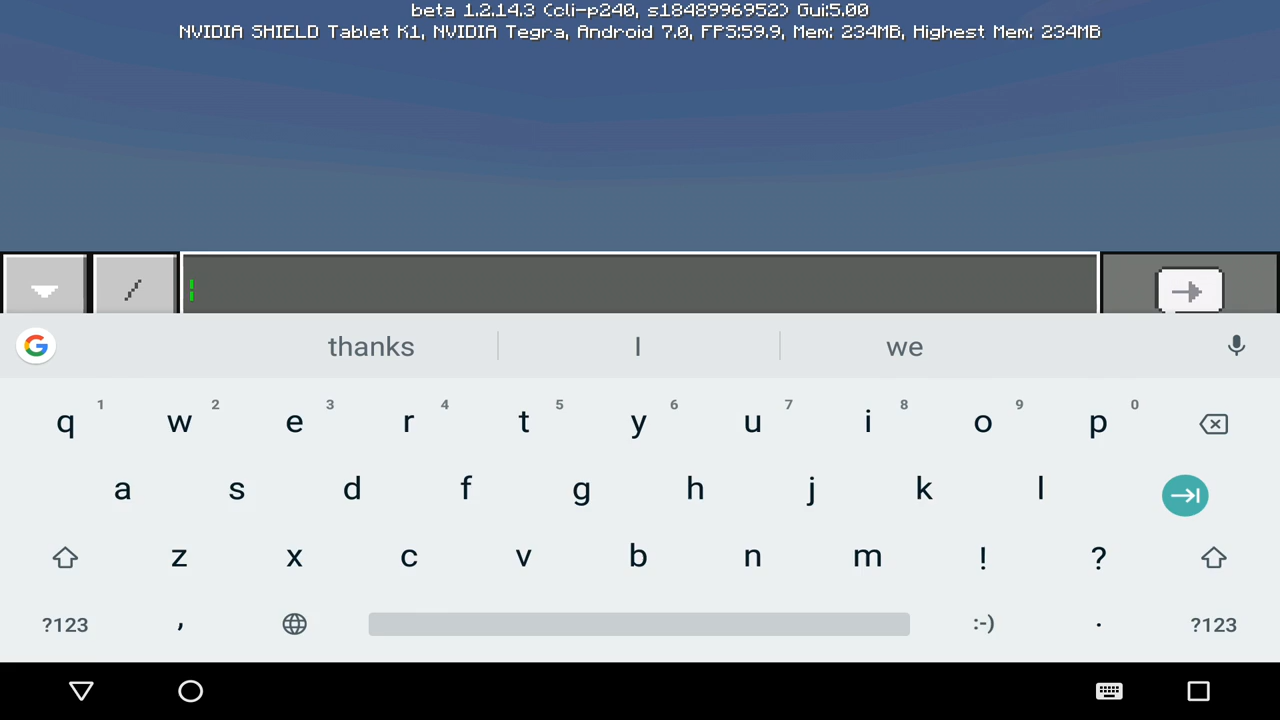 beta 1.2.14.3 (cli-p240, s1848996952) Gui:5.00
NVIDIA SHIELD Tablet K1, NVIDIA Tegra, Android 7.0, FPS:59.9, Mem: 234MB, Highest Mem: 234MB
/
G thanks I we
q 1 w 2 e 3 r 4 t 5 y 6 u 7 i 8 o 9 p 0
a s d f g h j k l
z x c v b n m ! ?
?123 , :-) . ?123